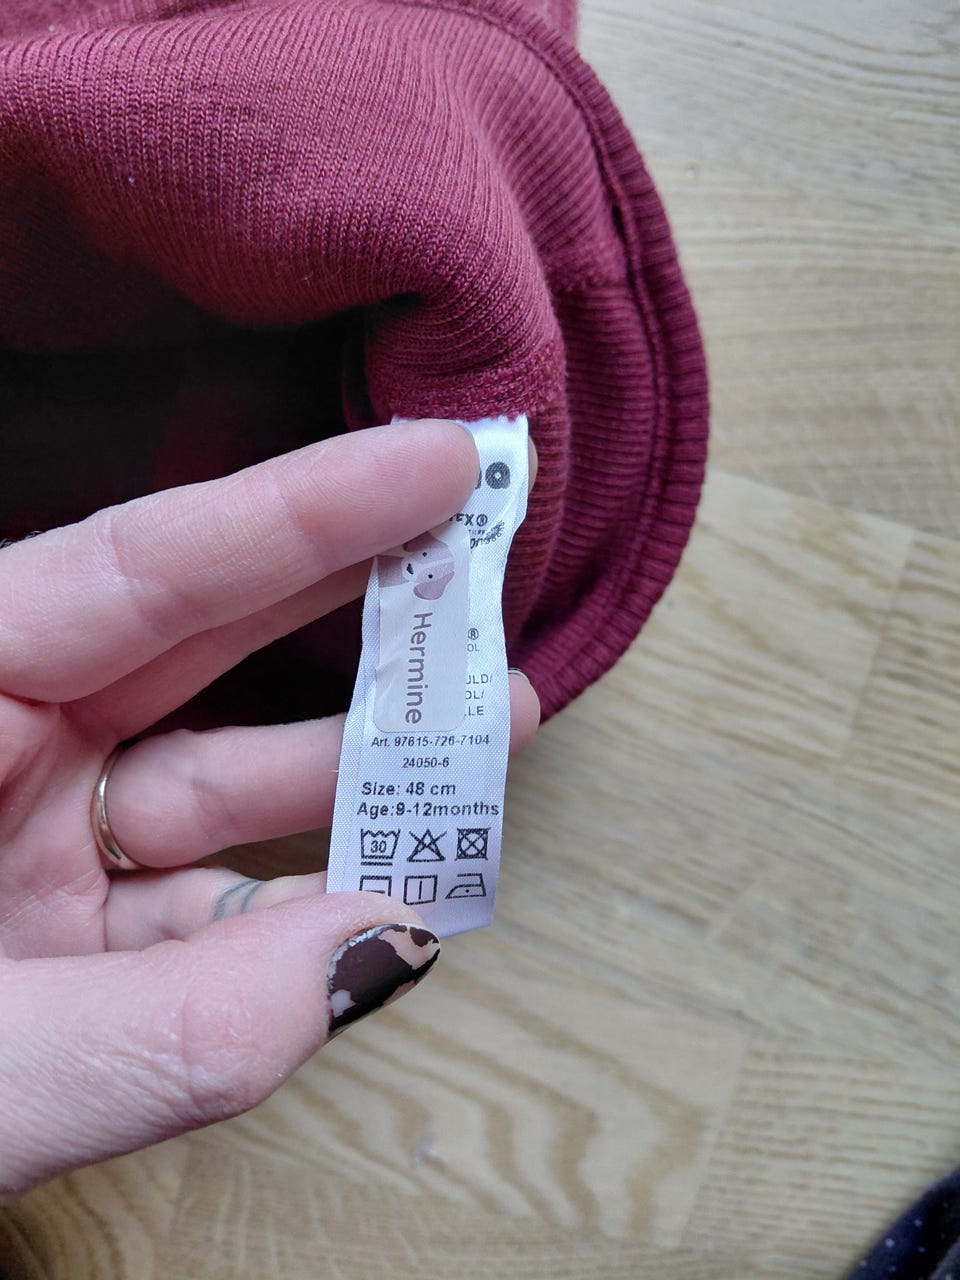 Hermine
Art. 97615-726-7104
24050-6
Size: 48 cm
Age:9-12months
30